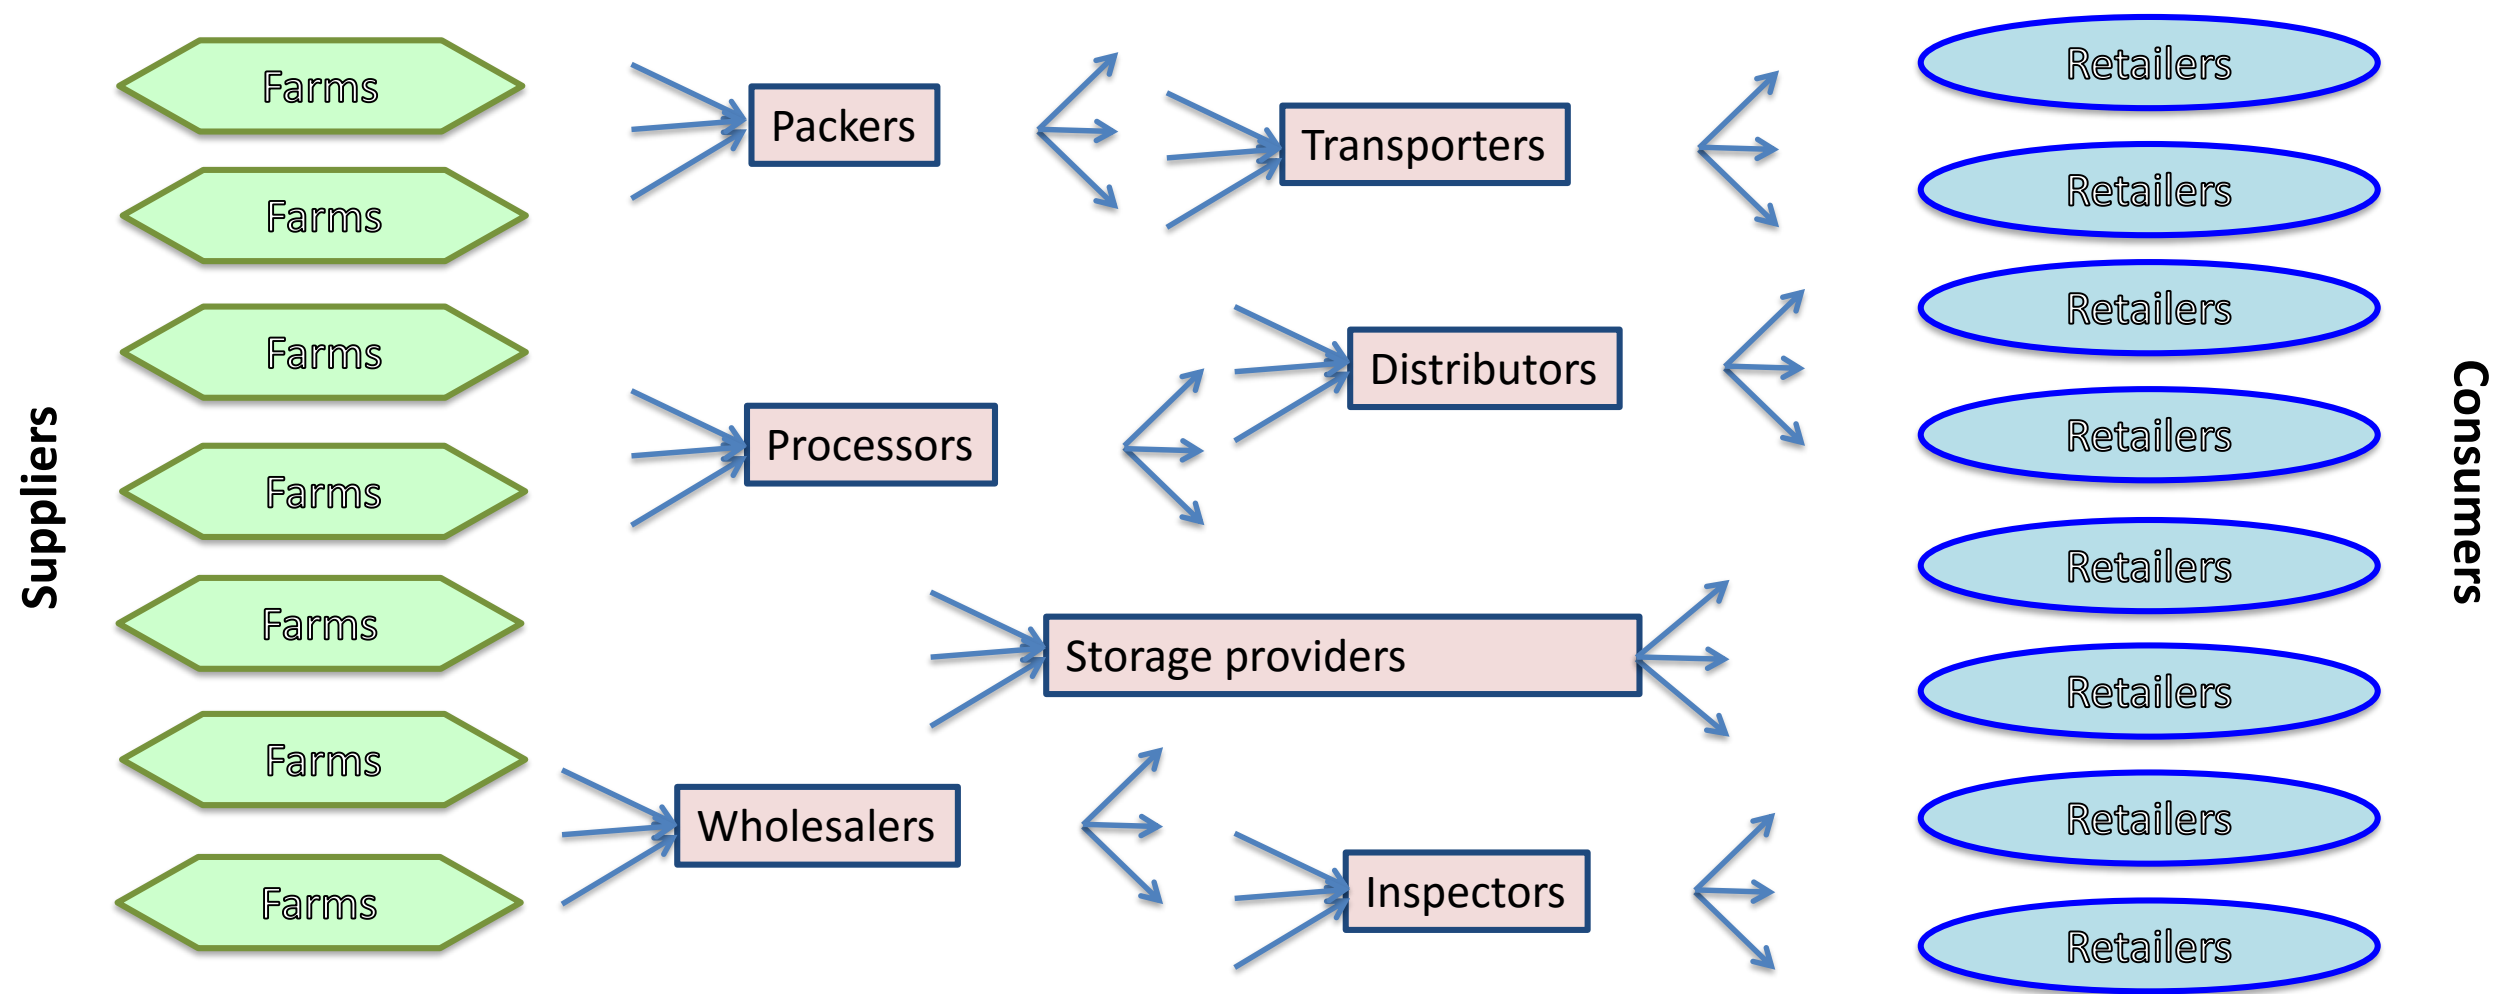 Suppliers
Farms
Farms
Farms
Farms
Farms
Farms
Farms
Packers
Transporters
Distributors
Processors
Storage providers
Wholesalers
Inspectors
Retailers
Retailers
Retailers
Retailers
Retailers
Retailers
Retailers
Retailers
Consumers